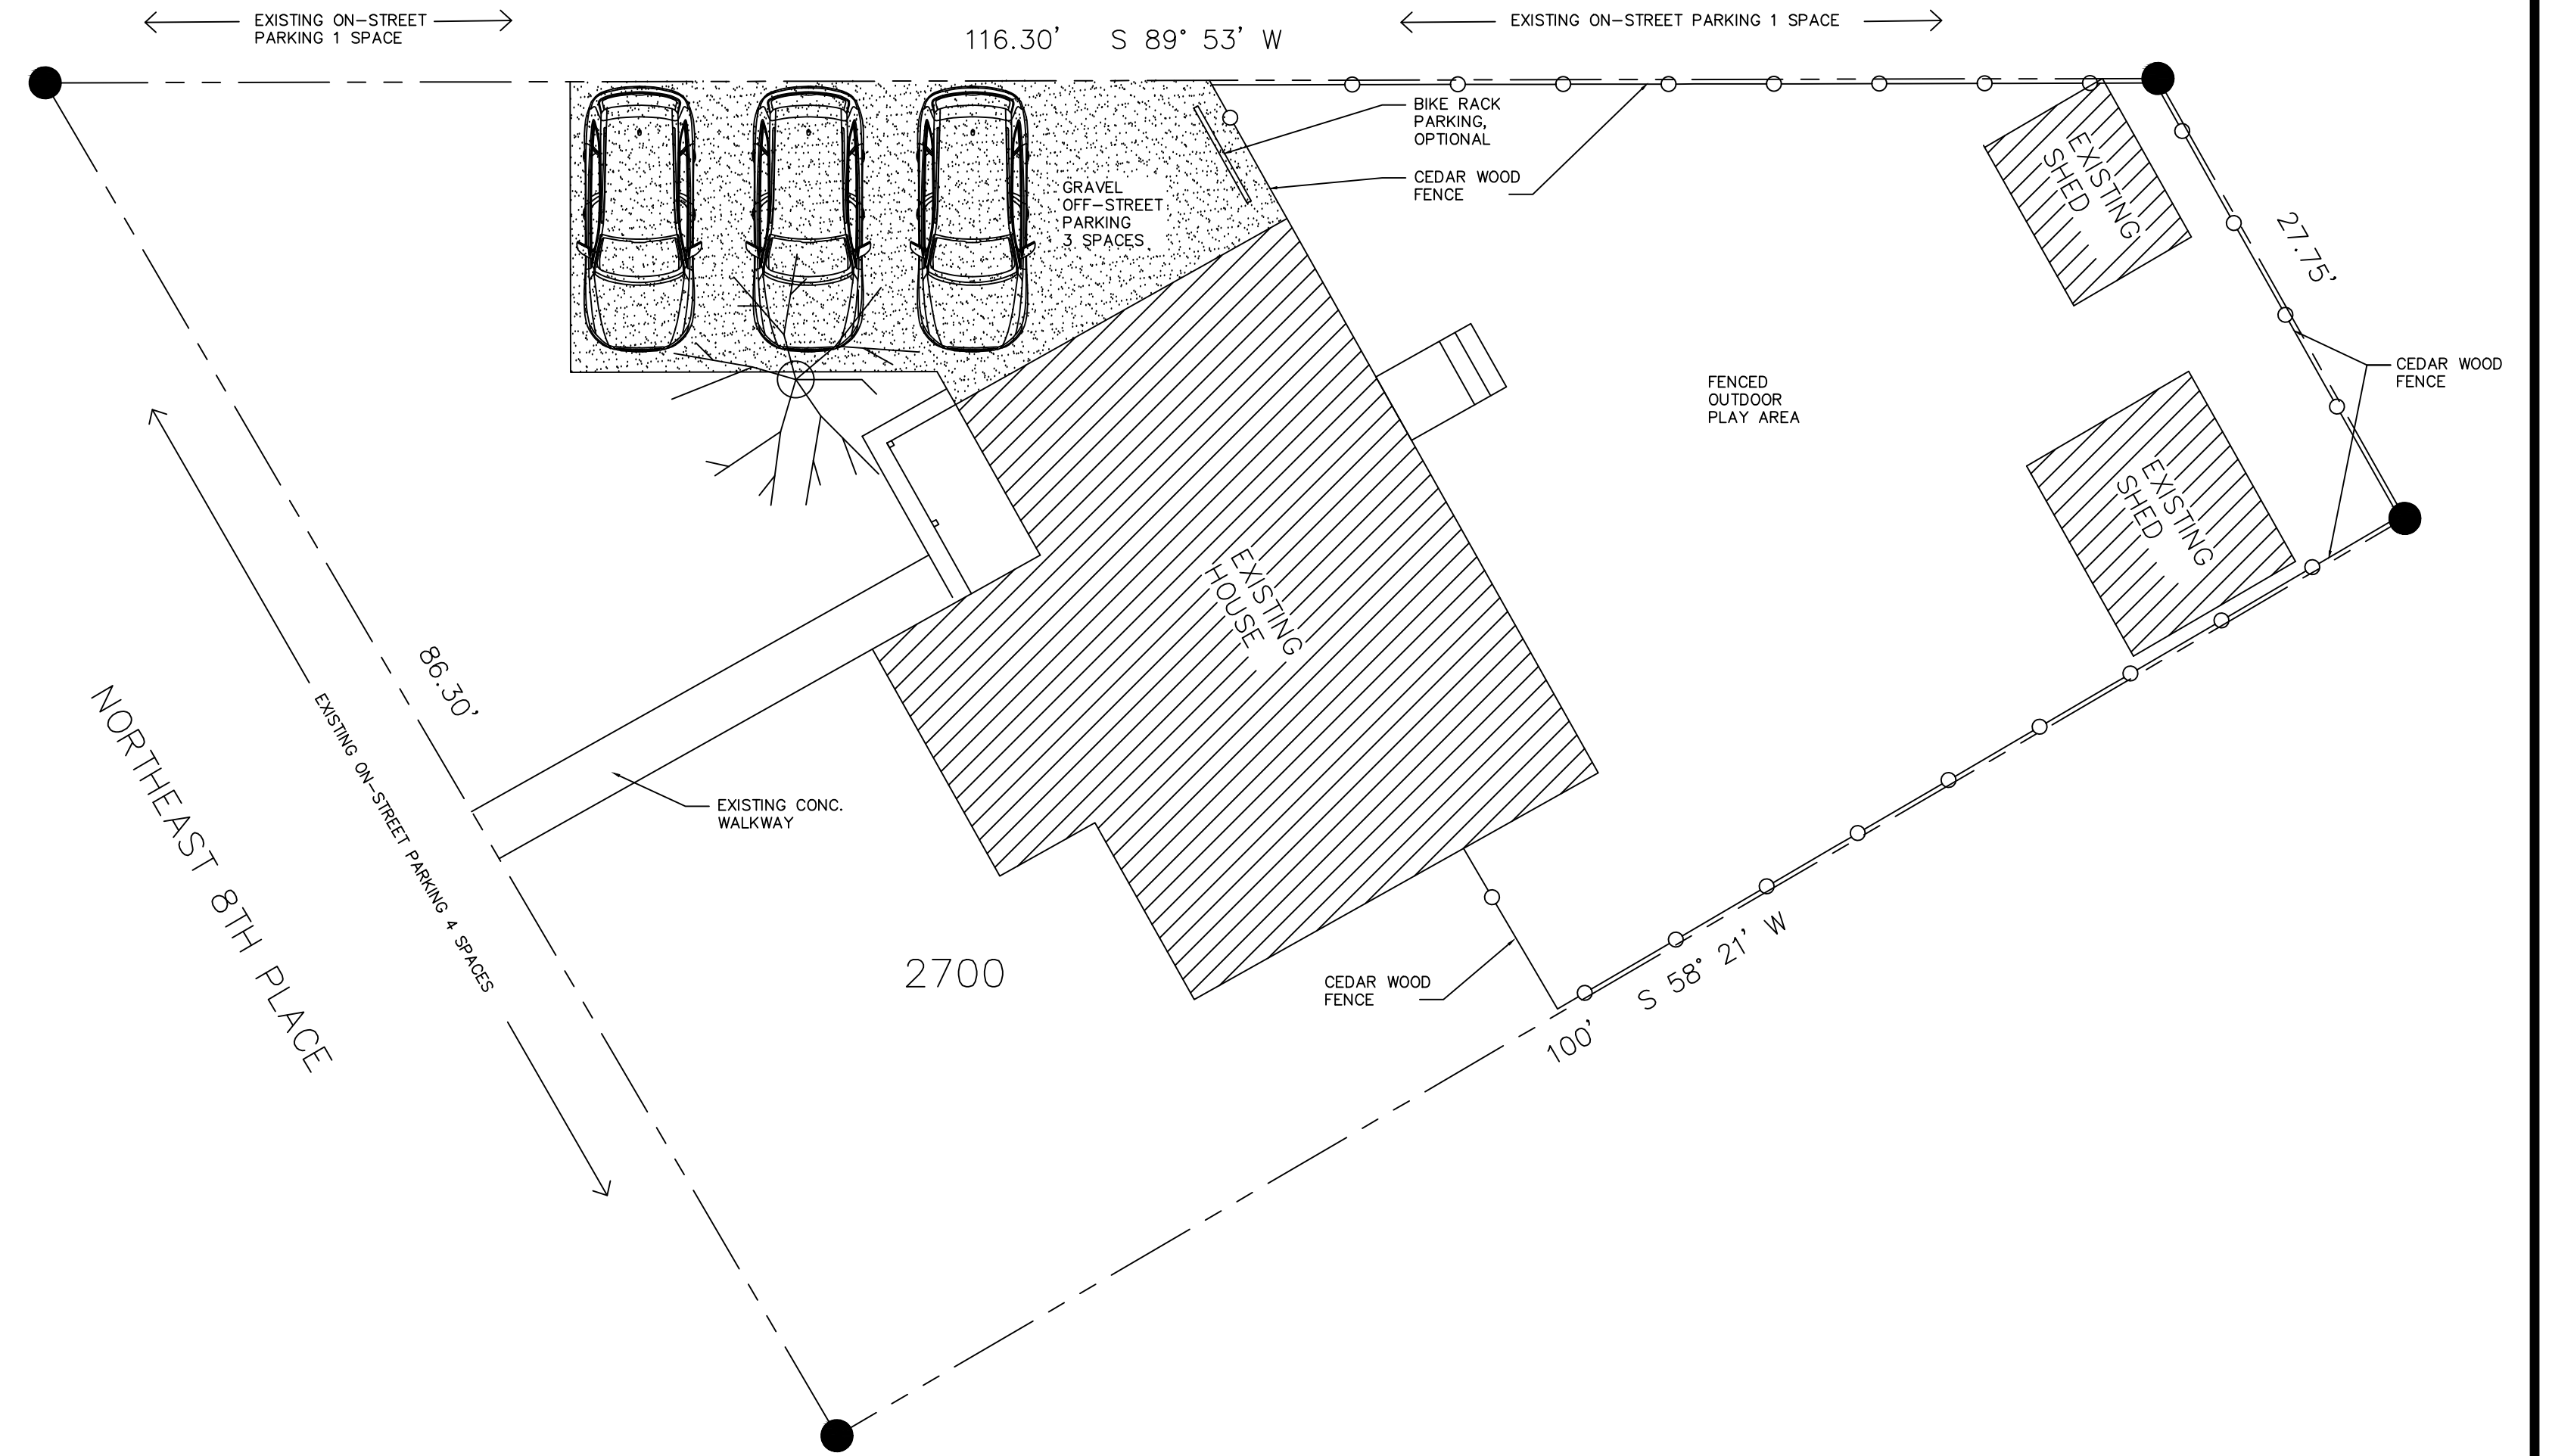 EXISTING ON-STREET
PARKING 1 SPACE
116.30' S 89° 53' W
EXISTING ON-STREET PARKING 1 SPACE
BIKE RACK
PARKING,
OPTIONAL
CEDAR WOOD
FENCE
GRAVEL
OFF-STREET
PARKING
3 SPACES
EXISTING
SHED
27.75'
CEDAR WOOD
FENCE
FENCED
OUTDOOR
PLAY AREA
EXISTING
SHED
EXISTING
HOUSE
86.30'
EXISTING ON-STREET PARKING 4 SPACES
NORTHEAST 8TH PLACE
EXISTING CONC.
WALKWAY
2700
CEDAR WOOD
FENCE
100' S 58° 21' W